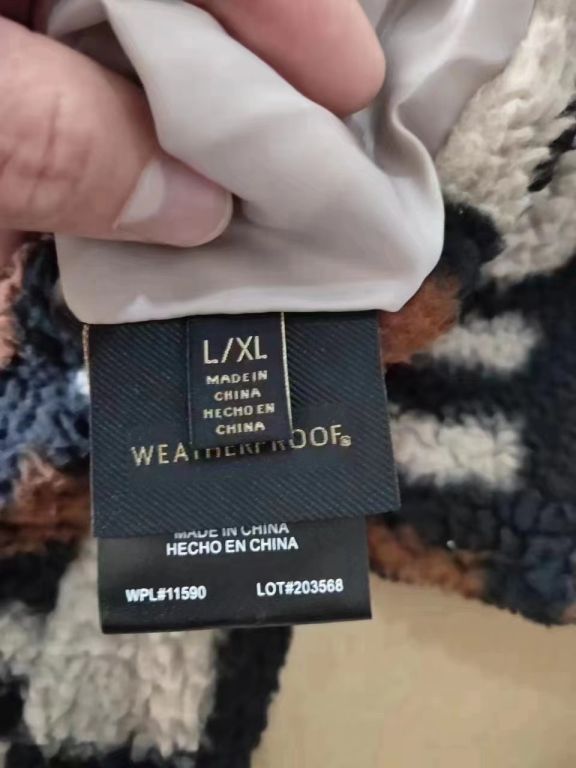 L/XL
MADE IN
CHINA
HECHO EN
CHINA
WEATHERPROOF®
MADE IN CHINA
HECHO EN CHINA
WPL#11590 LOT#203568